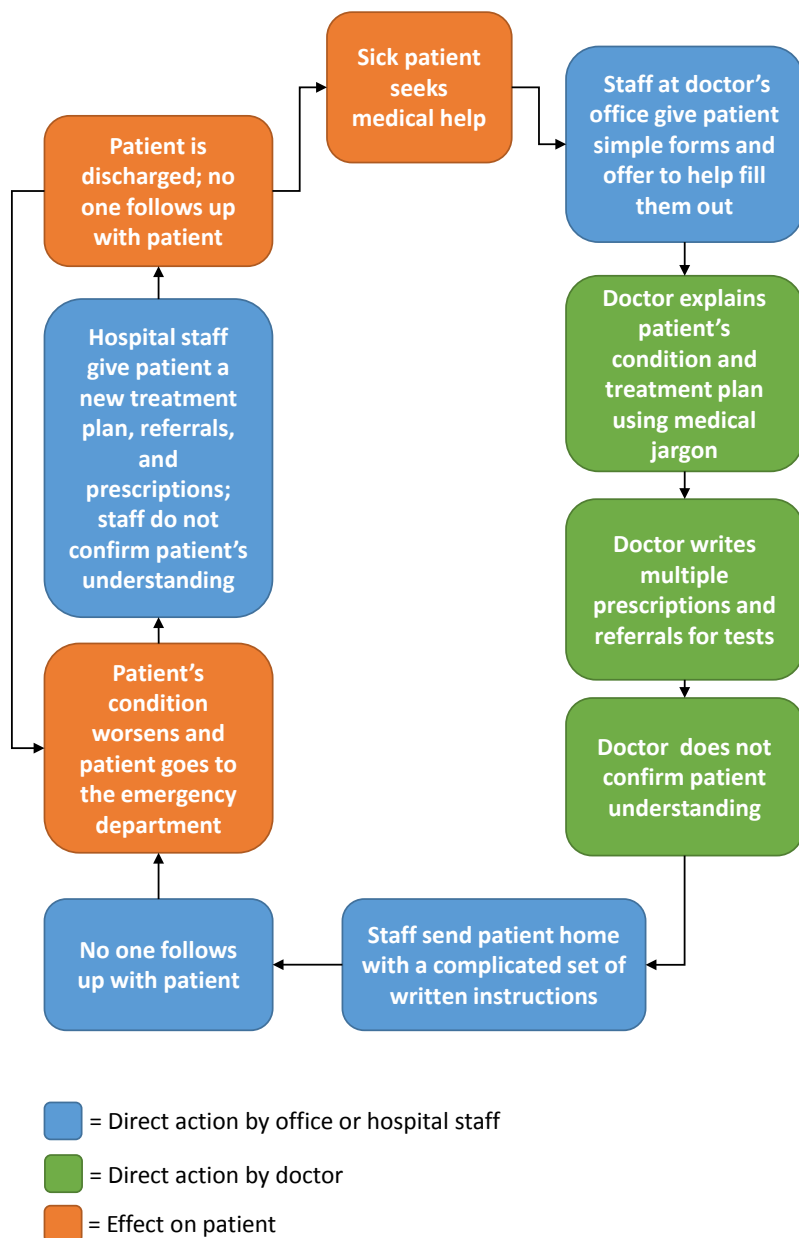 Sick patient
seeks
medical help
Staff at doctor’s
office give patient
simple forms and
offer to help fill
them out
Doctor explains
patient’s
condition and
treatment plan
using medical
jargon
Doctor writes
multiple
prescriptions and
referrals for tests
Doctor  does not
confirm patient
understanding
Staff send patient home
with a complicated set of
written instructions
No one follows
up with patient
Patient’s
condition
worsens and
patient goes to
the emergency
department
Hospital staff
give patient a
new treatment
plan, referrals,
and
prescriptions;
staff do not
confirm patient’s
understanding
Patient is
discharged; no
one follows up
with patient
= Direct action by office or hospital staff
= Direct action by doctor
= Effect on patient